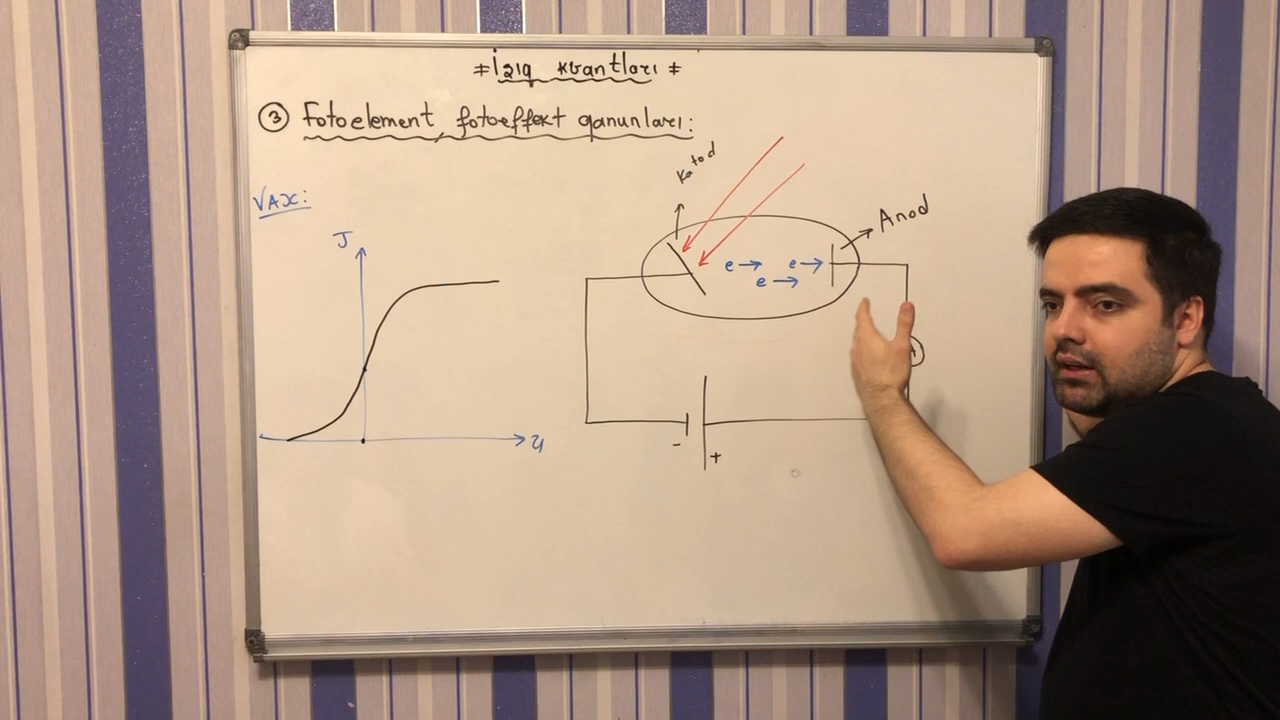 ≠ İşıq kvantları ≠
③ Fotoelement, fotoeffekt qanunları:
Katod
VAX:
Anod
J
e→ e→
e→
A
U
- +